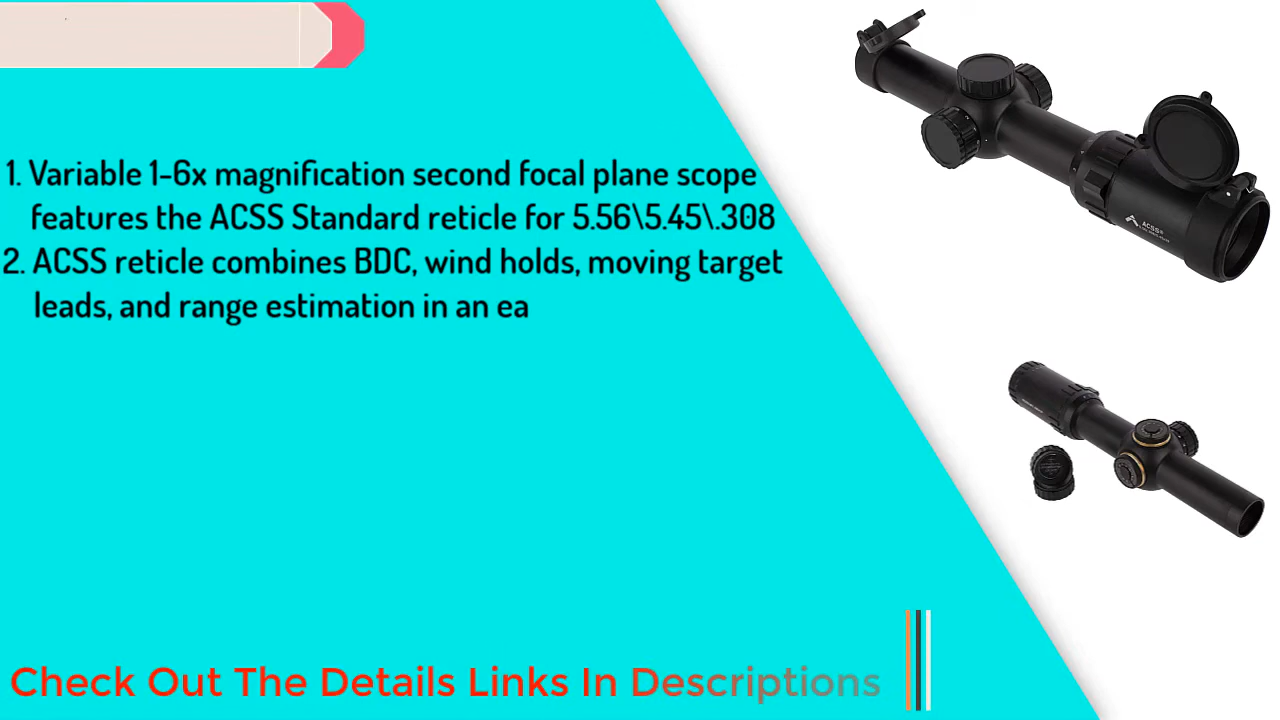 1. Variable 1-6x magnification second focal plane scope
features the ACSS Standard reticle for 5.56\5.45\.308
2. ACSS reticle combines BDC, wind holds, moving target
leads, and range estimation in an ea
ACSS
Check Out The Details Links In Descriptions